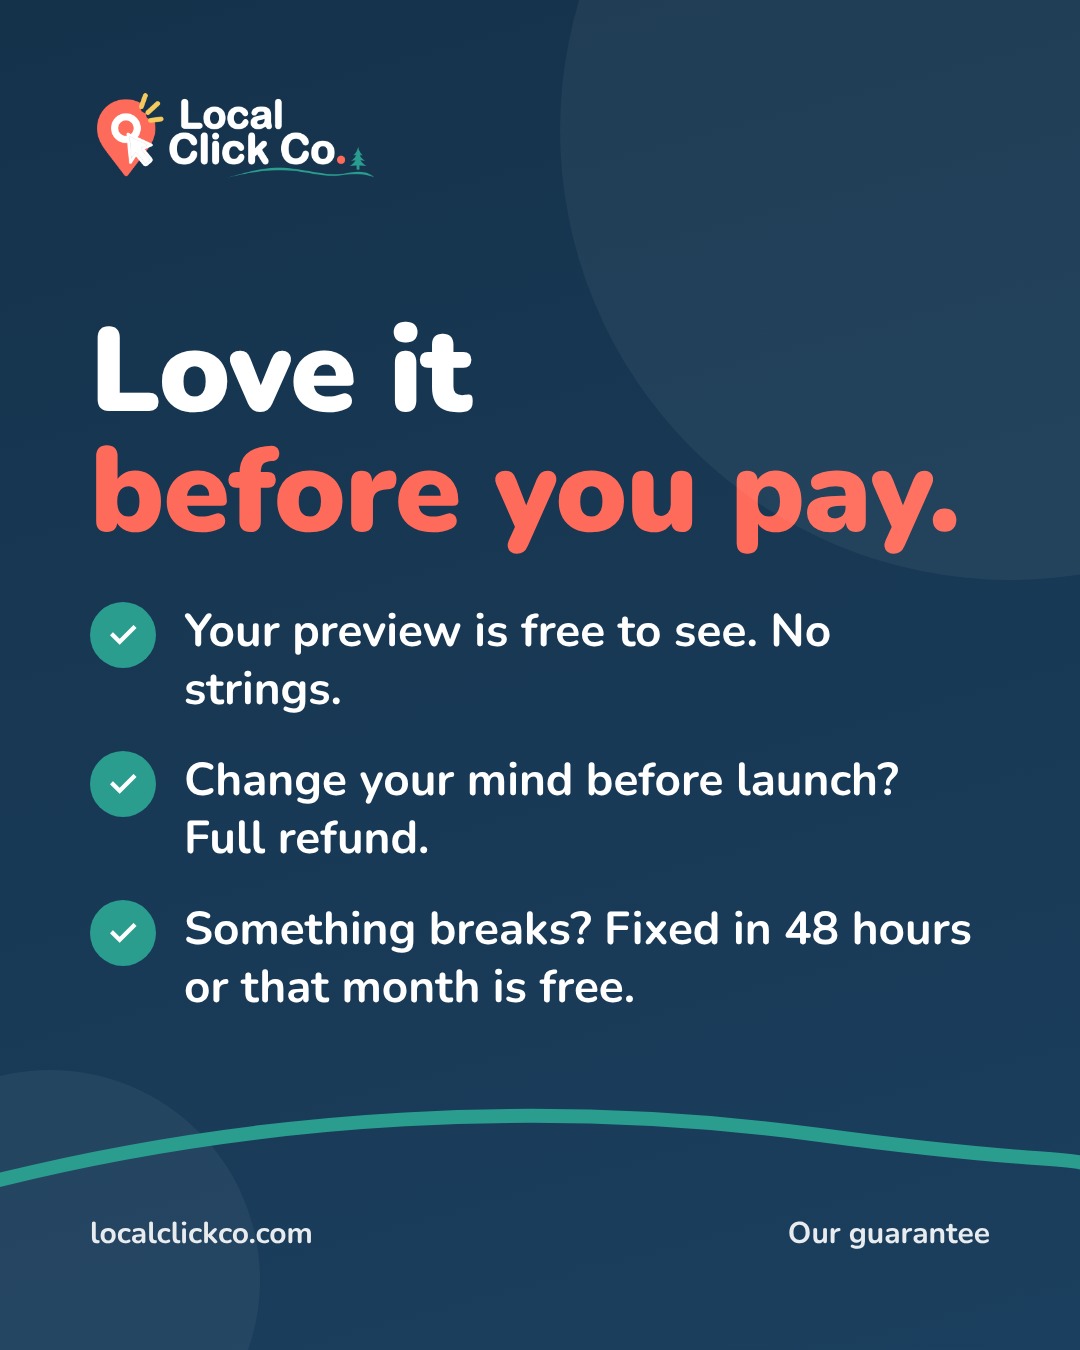 Local
Click Co.
Love it
before you pay.
Your preview is free to see. No
strings.
Change your mind before launch?
Full refund.
Something breaks? Fixed in 48 hours
or that month is free.
localclickco.com
Our guarantee